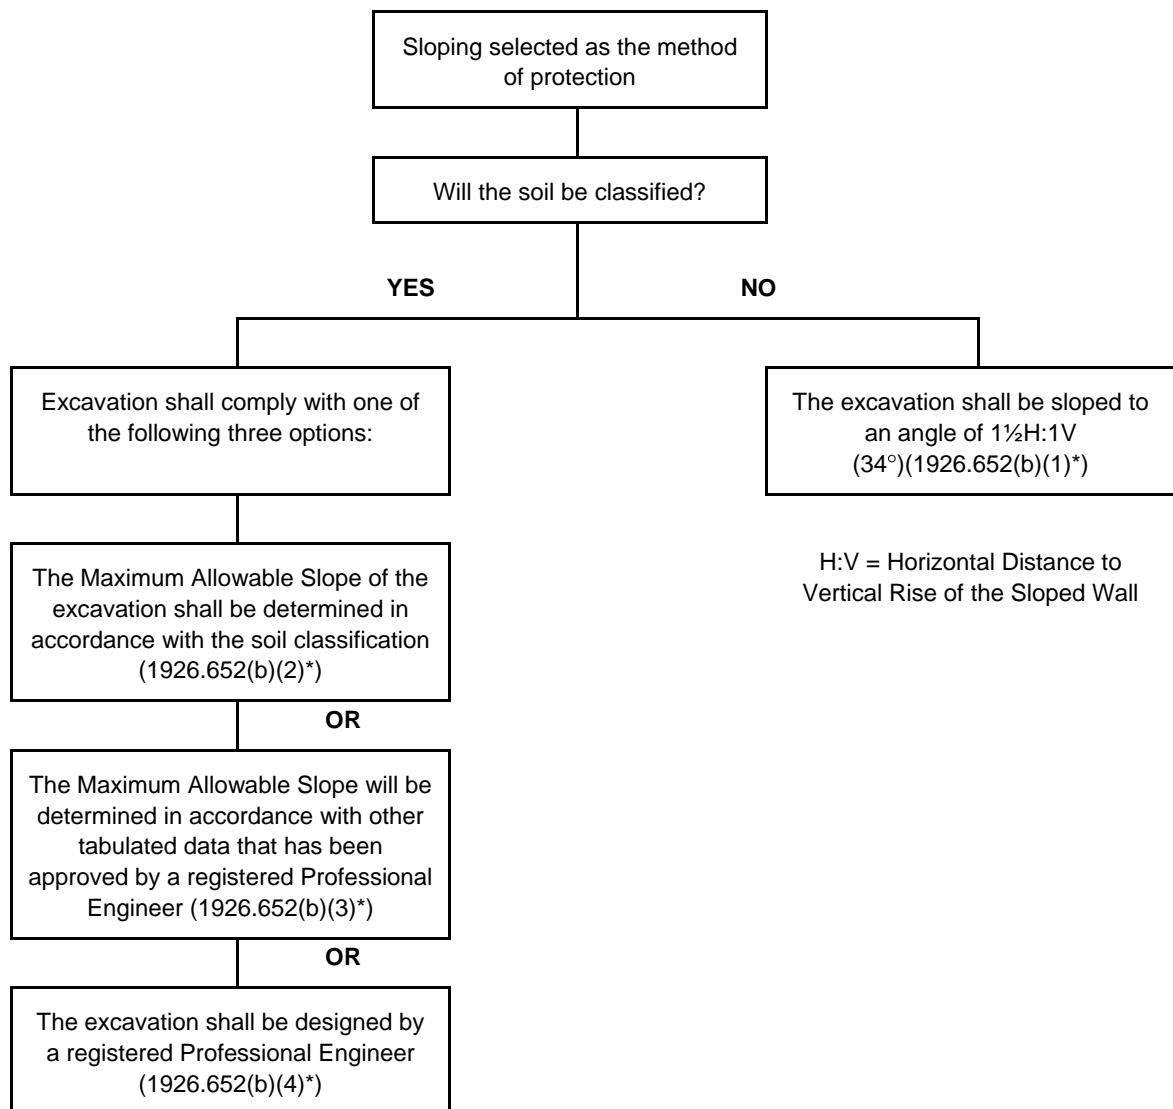 Sloping selected as the method
of protection
Will the soil be classified?
YES
NO
Excavation shall comply with one of
the following three options:
The excavation shall be sloped to
an angle of 1½H:1V
(34°)(1926.652(b)(1)*)
H:V = Horizontal Distance to
Vertical Rise of the Sloped Wall
The Maximum Allowable Slope of the
excavation shall be determined in
accordance with the soil classification
(1926.652(b)(2)*)
OR
The Maximum Allowable Slope will be
determined in accordance with other
tabulated data that has been
approved by a registered Professional
Engineer (1926.652(b)(3)*)
OR
The excavation shall be designed by
a registered Professional Engineer
(1926.652(b)(4)*)